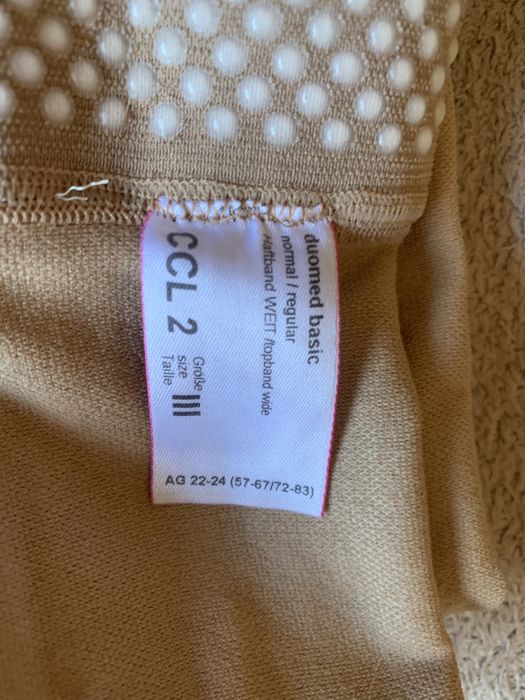 duomed basic
normal / regular
Haftband WEIT /topband wide
CCL 2
Größe
size
Taille
III
AG 22-24 (57-67/72-83)